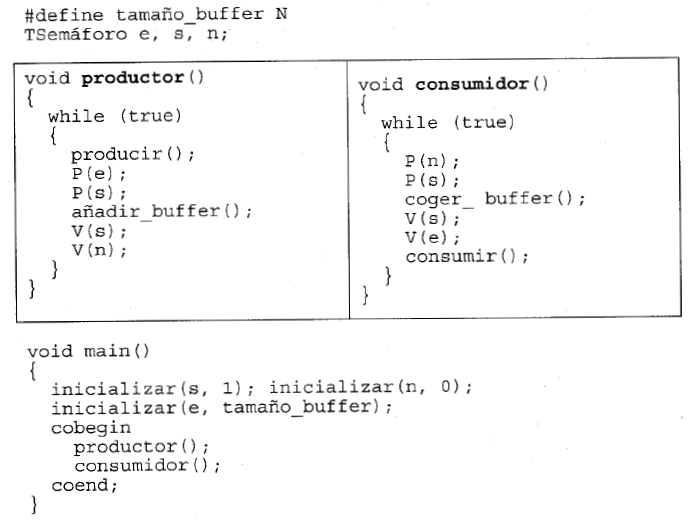 #define tamaño_buffer N
TSemáforo e, s, n;
void productor()
{
while (true)
{
producir();
P(e);
P(s);
añadir_buffer();
V(s);
V(n);
}
}
void consumidor()
{
while (true)
{
P(n);
P(s);
coger_ buffer();
V(s);
V(e);
consumir();
}
}
void main()
{
inicializar(s, 1); inicializar(n, 0);
inicializar(e, tamaño_buffer);
cobegin
productor();
consumidor();
coend;
}